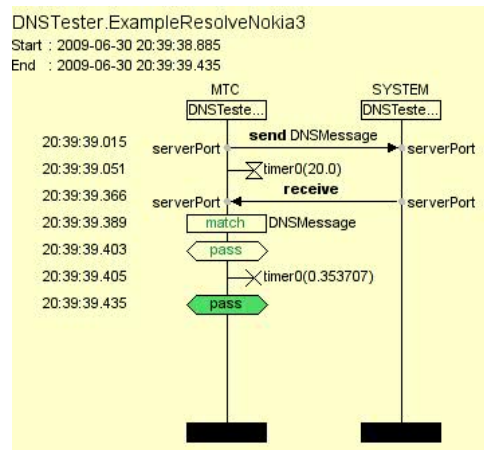 DNSTester.ExampleResolveNokia3
Start : 2009-06-30 20:39:38.885
End : 2009-06-30 20:39:39.435
MTC SYSTEM
DNSTeste... DNSTeste...
20:39:39.015 serverPort send DNSMessage serverPort
20:39:39.051 timer0(20.0)
20:39:39.366 serverPort receive serverPort
20:39:39.389 match DNSMessage
20:39:39.403 pass
20:39:39.405 timer0(0.353707)
20:39:39.435 pass